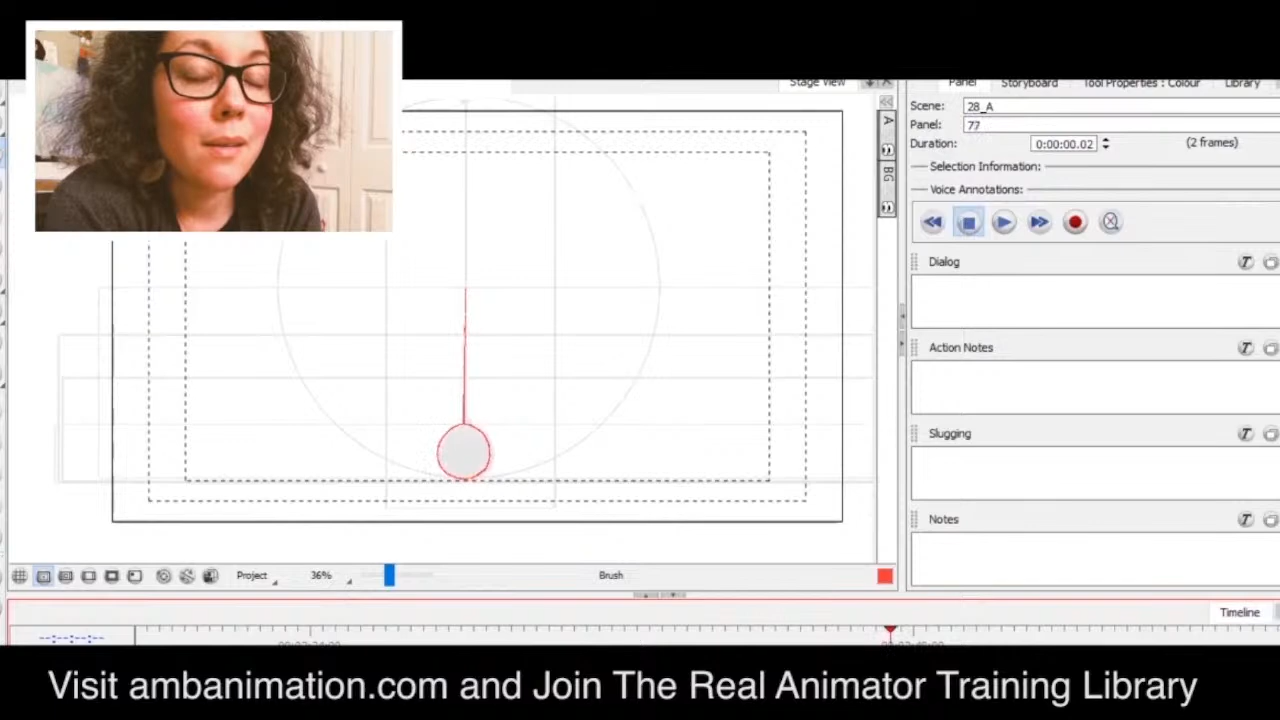 Stage View
Panel Storyboard Tool Properties : Colour Library
Scene: 28_A
Panel: 77
Duration: 0:00:00.02 (2 frames)
Selection Information:
Voice Annotations:
A
BG
Dialog
Action Notes
Slugging
Notes
Project 36% Brush
Timeline
--:--:--:--
Visit ambanimation.com and Join The Real Animator Training Library